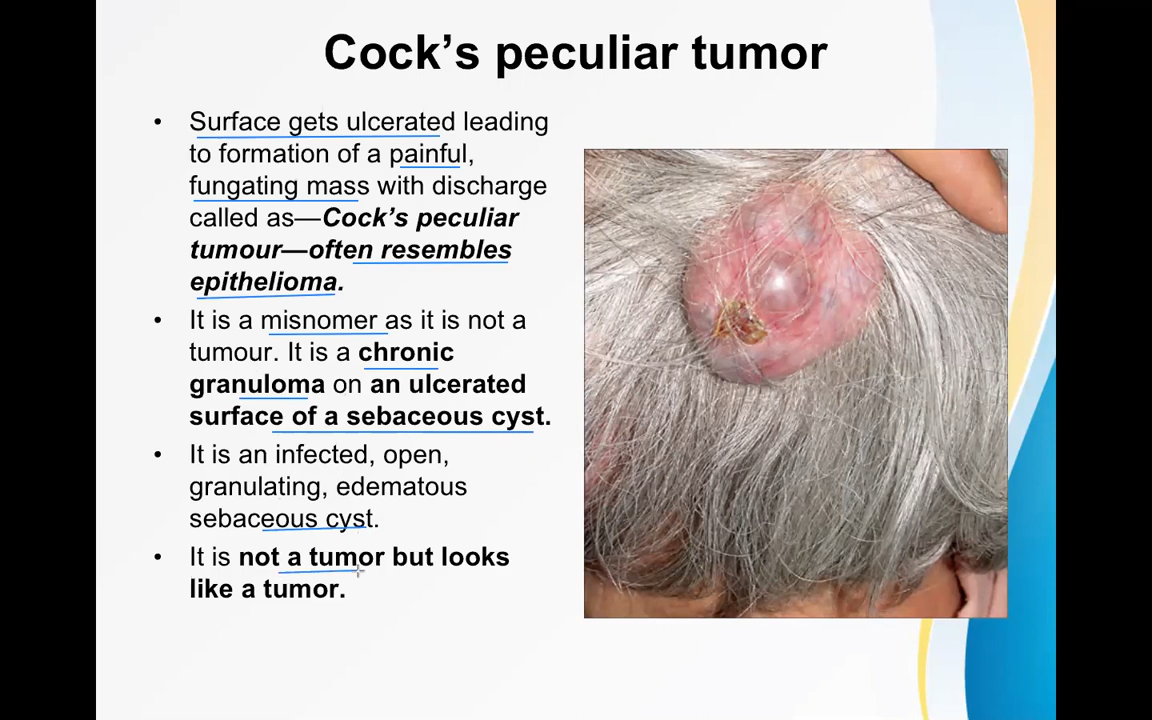 Cock’s peculiar tumor
• Surface gets ulcerated leading
to formation of a painful,
fungating mass with discharge
called as—Cock’s peculiar
tumour—often resembles
epithelioma.
• It is a misnomer as it is not a
tumour. It is a chronic
granuloma on an ulcerated
surface of a sebaceous cyst.
• It is an infected, open,
granulating, edematous
sebaceous cyst.
• It is not a tumor but looks
like a tumor.